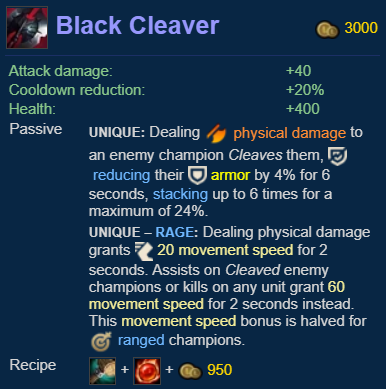 Black Cleaver 3000
Attack damage: +40
Cooldown reduction: +20%
Health: +400
Passive UNIQUE: Dealing physical damage to
an enemy champion Cleaves them,
reducing their armor by 4% for 6
seconds, stacking up to 6 times for a
maximum of 24%.
UNIQUE – RAGE: Dealing physical damage
grants 20 movement speed for 2
seconds. Assists on Cleaved enemy
champions or kills on any unit grant 60
movement speed for 2 seconds instead.
This movement speed bonus is halved for
ranged champions.
Recipe + + 950